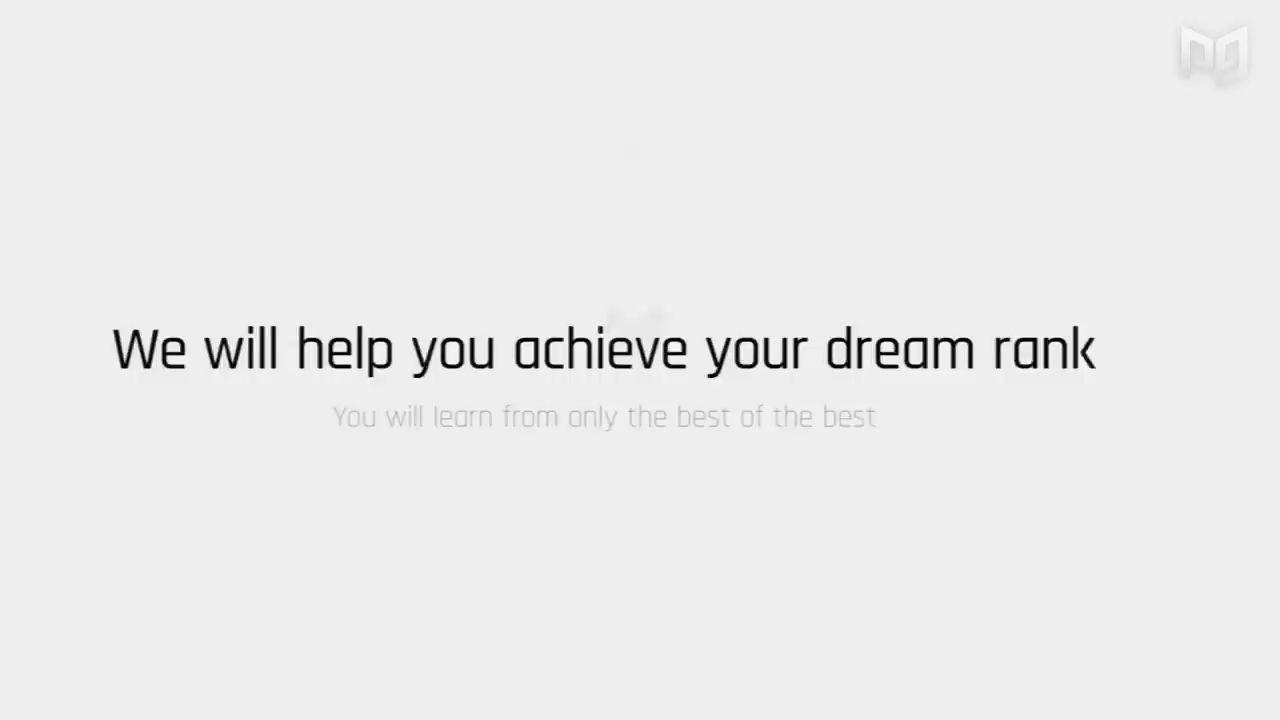 We will help you achieve your dream rank
You will learn from only the best of the best